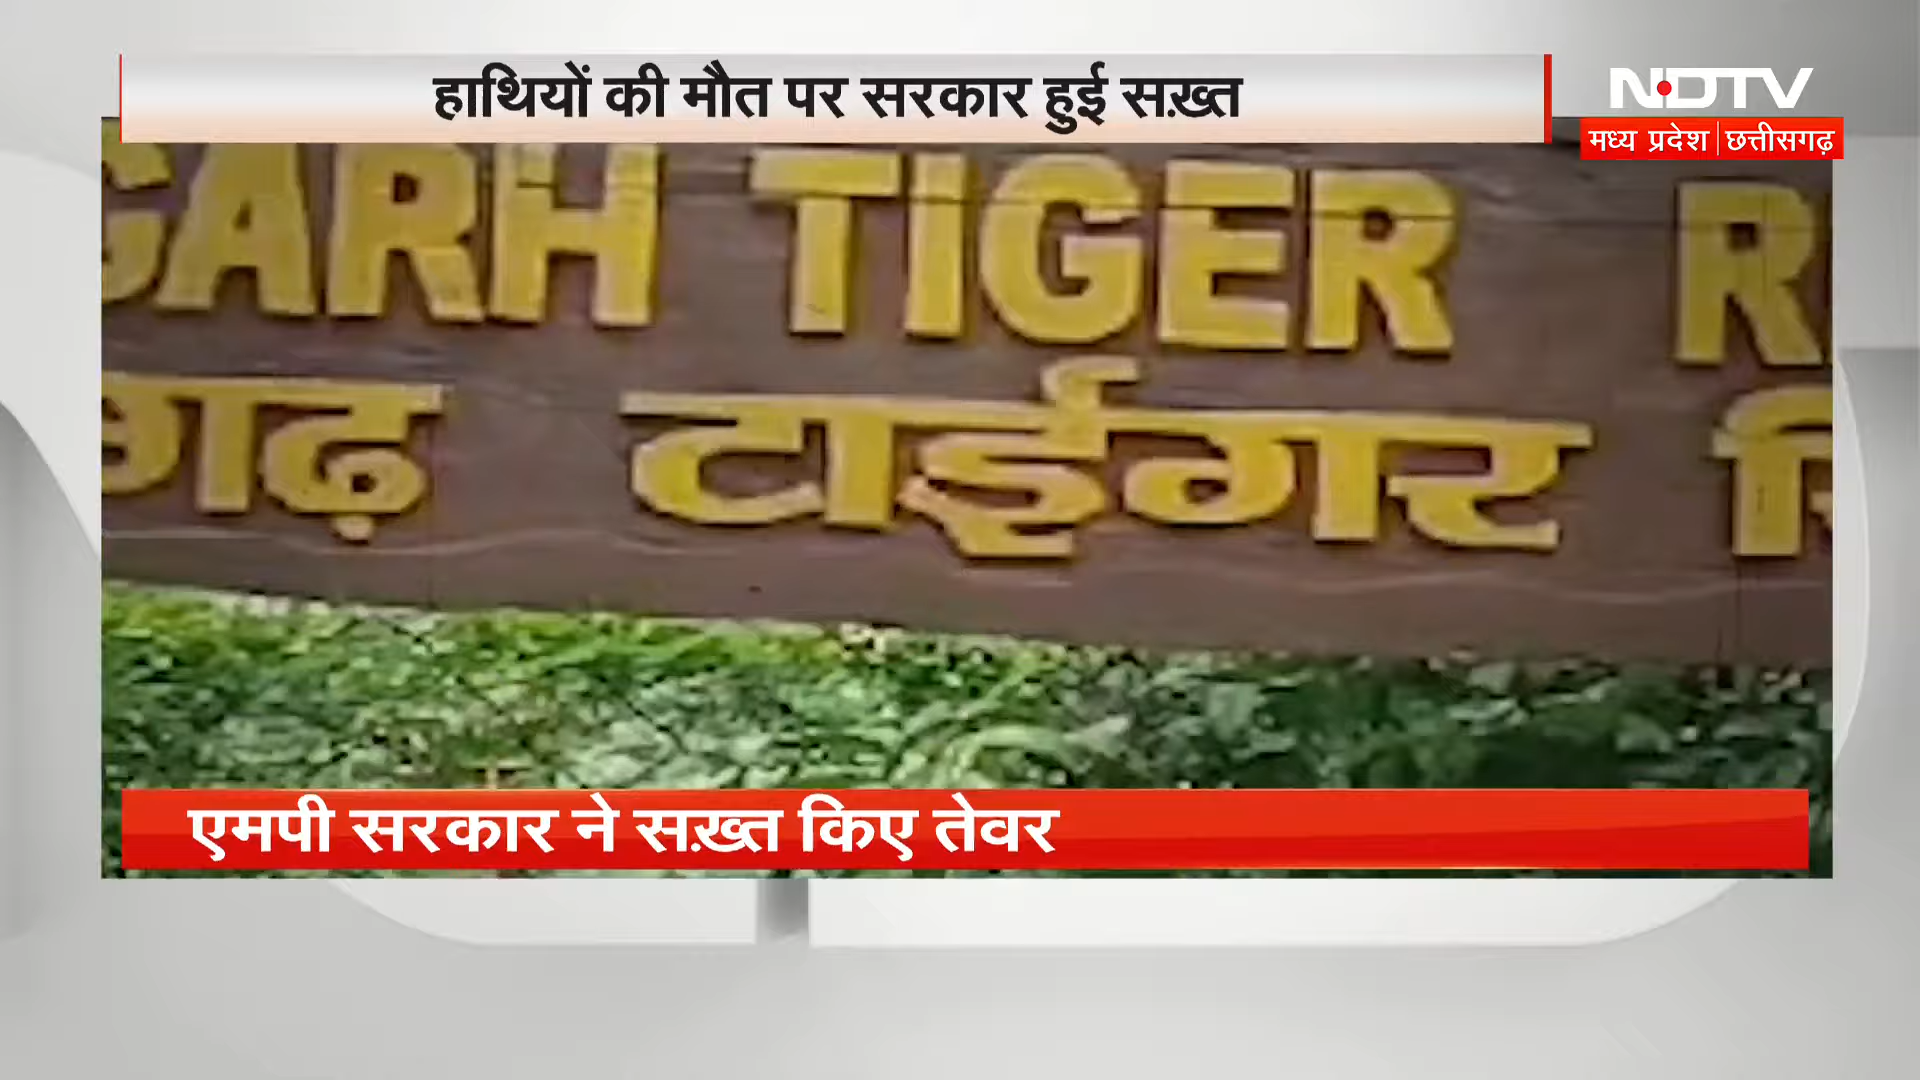 हाथियों की मौत पर सरकार हुई सख़्त
NDTV
मध्य प्रदेश | छत्तीसगढ़
GARH TIGER R
गढ़ टाईगर रि
एमपी सरकार ने सख़्त किए तेवर